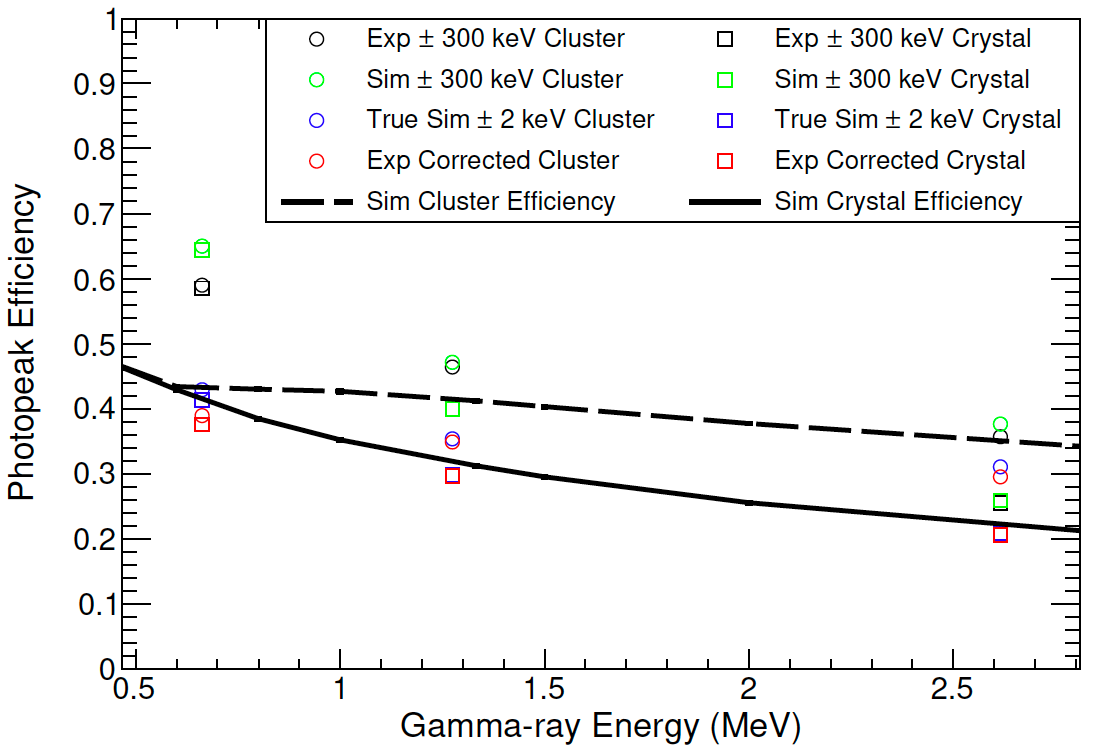 1
0.9
0.8
0.7
0.6
0.5
0.4
0.3
0.2
0.1
0
Photopeak Efficiency
Exp ± 300 keV Cluster
Exp ± 300 keV Crystal
Sim ± 300 keV Cluster
Sim ± 300 keV Crystal
True Sim ± 2 keV Cluster
True Sim ± 2 keV Crystal
Exp Corrected Cluster
Exp Corrected Crystal
Sim Cluster Efficiency
Sim Crystal Efficiency
0.5 1 1.5 2 2.5
Gamma-ray Energy (MeV)